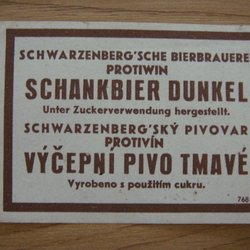 SCHWARZENBERG'SCHE BIERBRAUEREI
PROTIWIN
SCHANKBIER DUNKEL
Unter Zuckerverwendung hergestellt.
SCHWARZENBERG'SKÝ PIVOVAR
PROTIVÍN
VÝČEPNÍ PIVO TMAVÉ
Vyrobeno s použitím cukru.
768